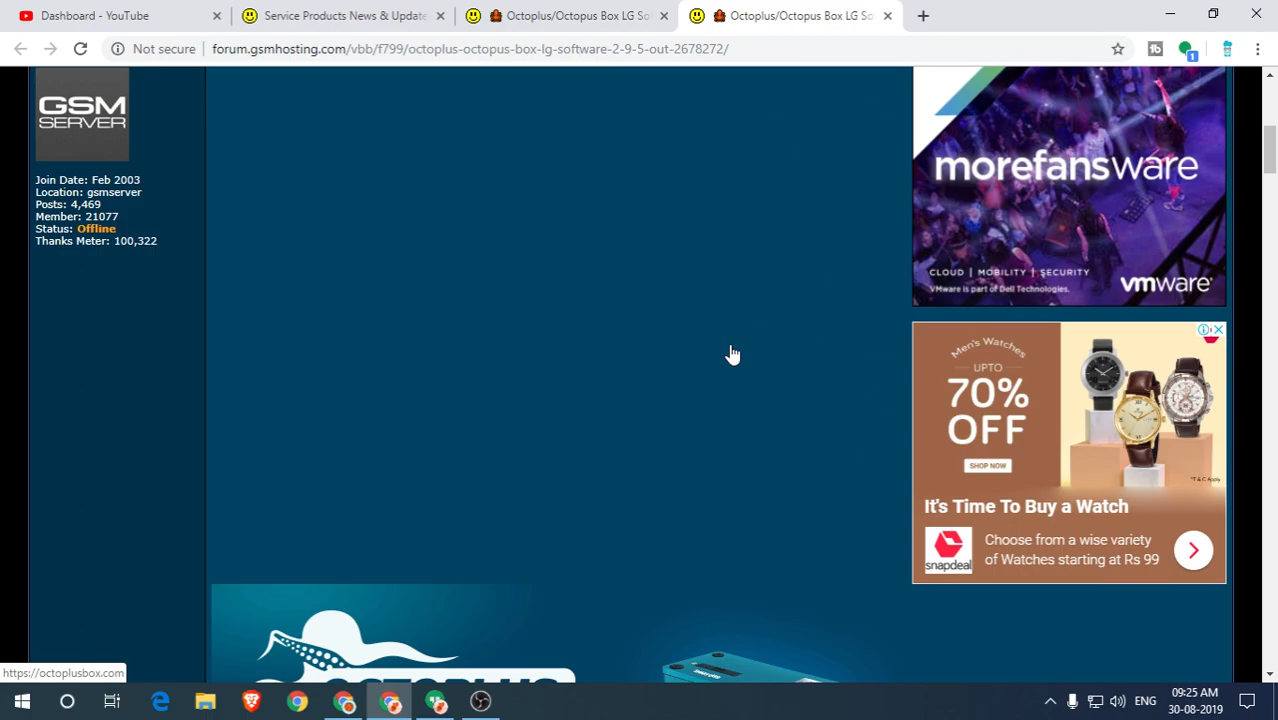 Dashboard - YouTube
Service Products News & Update
Octoplus/Octopus Box LG So
Octoplus/Octopus Box LG So
Not secure
forum.gsmhosting.com/vbb/f799/octoplus-octopus-box-lg-software-2-9-5-out-2678272/
1
GSM
SERVER
Join Date: Feb 2003
Location: gsmserver
Posts: 4,469
Member: 21077
Status: Offline
Thanks Meter: 100,322
morefansware
CLOUD | MOBILITY | SECURITY
VMware is part of Dell Technologies.
vmware
Men's Watches
UPTO
70%
OFF
SHOP NOW
*T & C Apply
It's Time To Buy a Watch
snapdeal
Choose from a wise variety
of Watches starting at Rs 99
https://octoplusbox.com
ENG
09:25 AM
30-08-2019